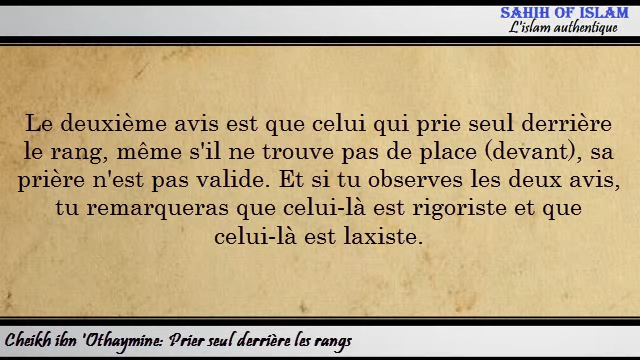 SAHIH OF ISLAM
L'islam authentique
Le deuxième avis est que celui qui prie seul derrière
le rang, même s'il ne trouve pas de place (devant), sa
prière n'est pas valide. Et si tu observes les deux avis,
tu remarqueras que celui-là est rigoriste et que
celui-là est laxiste.
Cheikh ibn 'Othaymine: Prier seul derrière les rangs